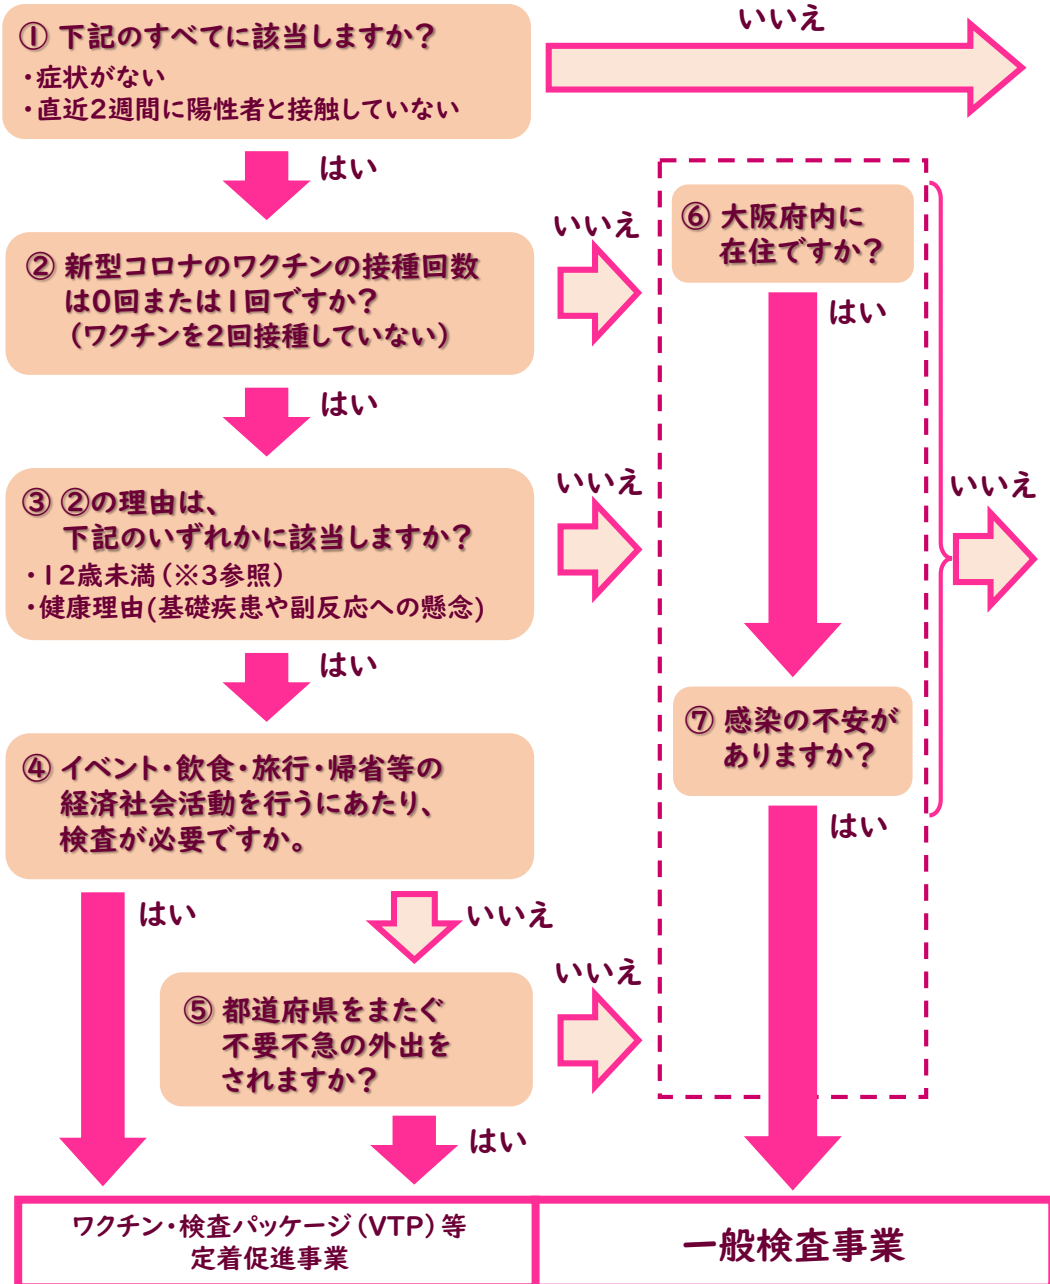 ① 下記のすべてに該当しますか?
・症状がない
・直近2週間に陽性者と接触していない
いいえ
はい
② 新型コロナのワクチンの接種回数
は0回または1回ですか?
(ワクチンを2回接種していない)
いいえ
はい
③ ②の理由は、
下記のいずれかに該当しますか?
・12歳未満(※3参照)
・健康理由(基礎疾患や副反応への懸念)
いいえ
はい
④ イベント・飲食・旅行・帰省等の
経済社会活動を行うにあたり、
検査が必要ですか。
はい
いいえ
⑤ 都道府県をまたぐ
不要不急の外出を
されますか?
いいえ
はい
⑥ 大阪府内に
在住ですか?
はい
いいえ
⑦ 感染の不安が
ありますか?
はい
ワクチン・検査パッケージ(VTP)等
定着促進事業
一般検査事業